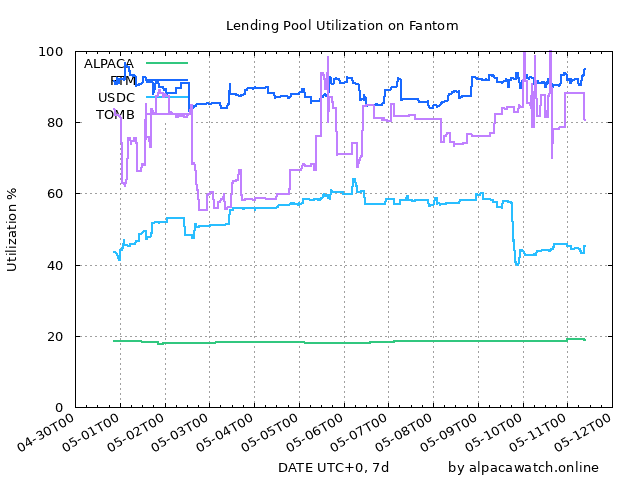 Lending Pool Utilization on Fantom
Utilization %
100
80
60
40
20
0
ALPACA
FTM
USDC
TOMB
04-30T00
05-01T00
05-02T00
05-03T00
05-04T00
05-05T00
05-06T00
05-07T00
05-08T00
05-09T00
05-10T00
05-11T00
05-12T00
DATE UTC+0, 7d
by alpacawatch.online